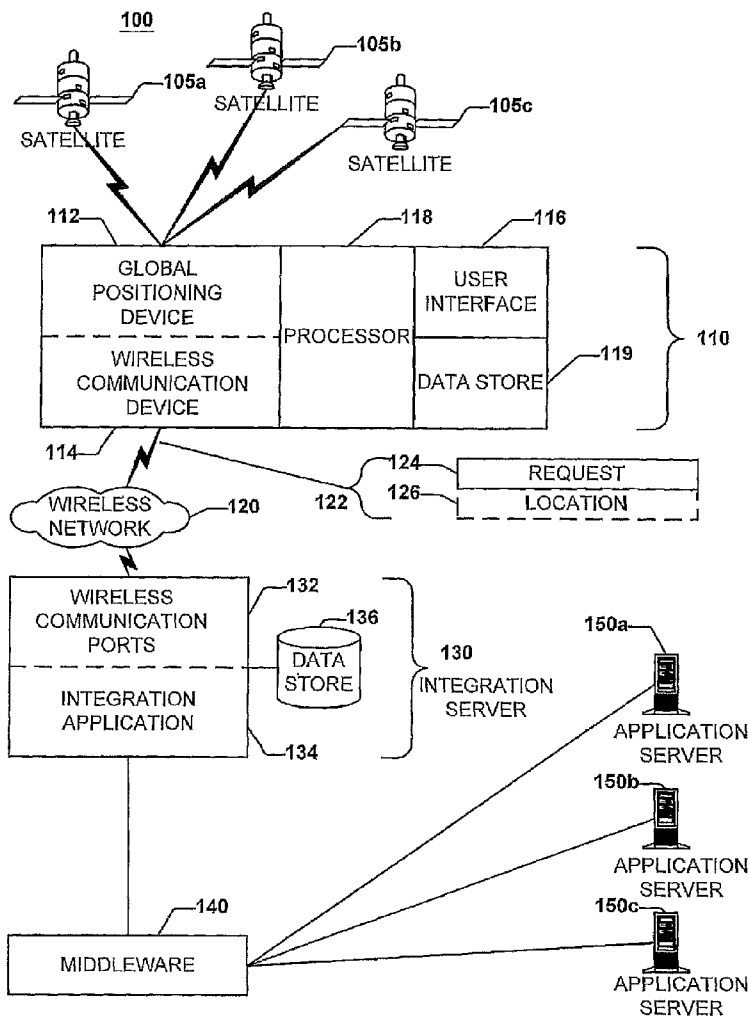 100
105a
105b
105c
SATELLITE
SATELLITE
SATELLITE
112
118
116
GLOBAL
POSITIONING
DEVICE
PROCESSOR
USER
INTERFACE
110
WIRELESS
COMMUNICATION
DEVICE
DATA STORE
119
114
124
REQUEST
122
126
LOCATION
WIRELESS
NETWORK
120
WIRELESS
COMMUNICATION
PORTS
132
136
DATA
STORE
130
INTEGRATION
SERVER
INTEGRATION
APPLICATION
134
150a
APPLICATION
SERVER
150b
APPLICATION
SERVER
140
MIDDLEWARE
150c
APPLICATION
SERVER